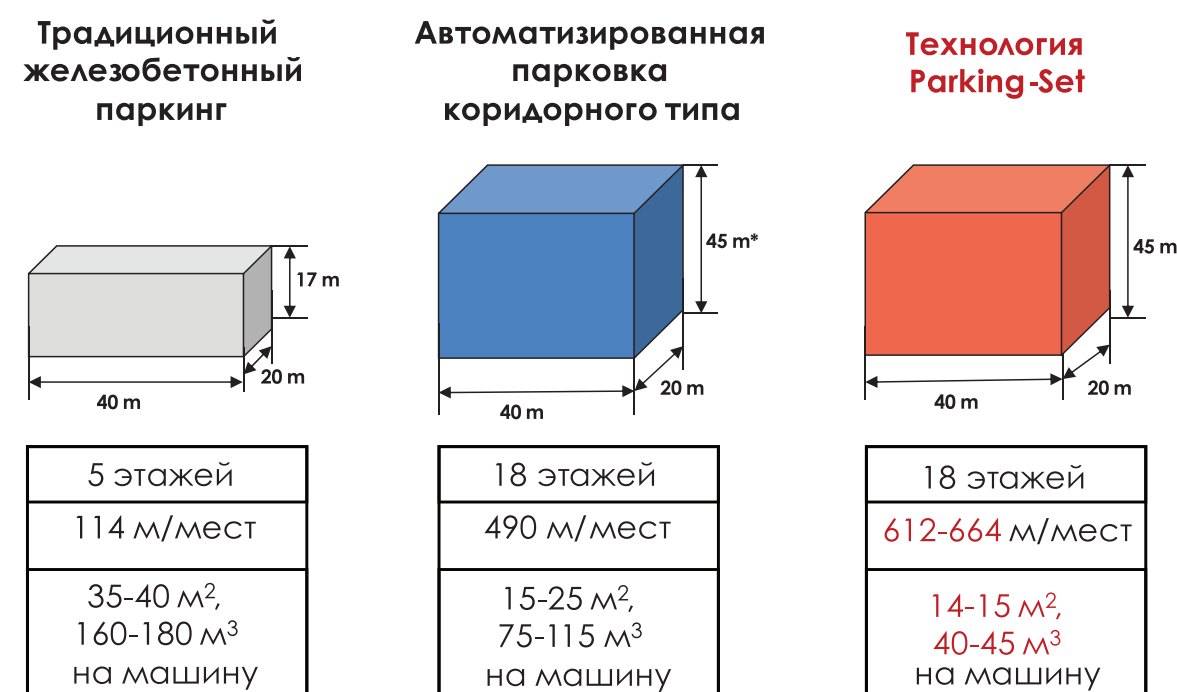 Традиционный
железобетонный
паркинг
17 m
20 m
40 m
5 этажей
114 м/мест
35-40 м²,
160-180 м³
на машину
Автоматизированная
парковка
коридорного типа
45 m*
20 m
40 m
18 этажей
490 м/мест
15-25 м²,
75-115 м³
на машину
Технология
Parking-Set
45 m
20 m
40 m
18 этажей
612-664 м/мест
14-15 м²,
40-45 м³
на машину